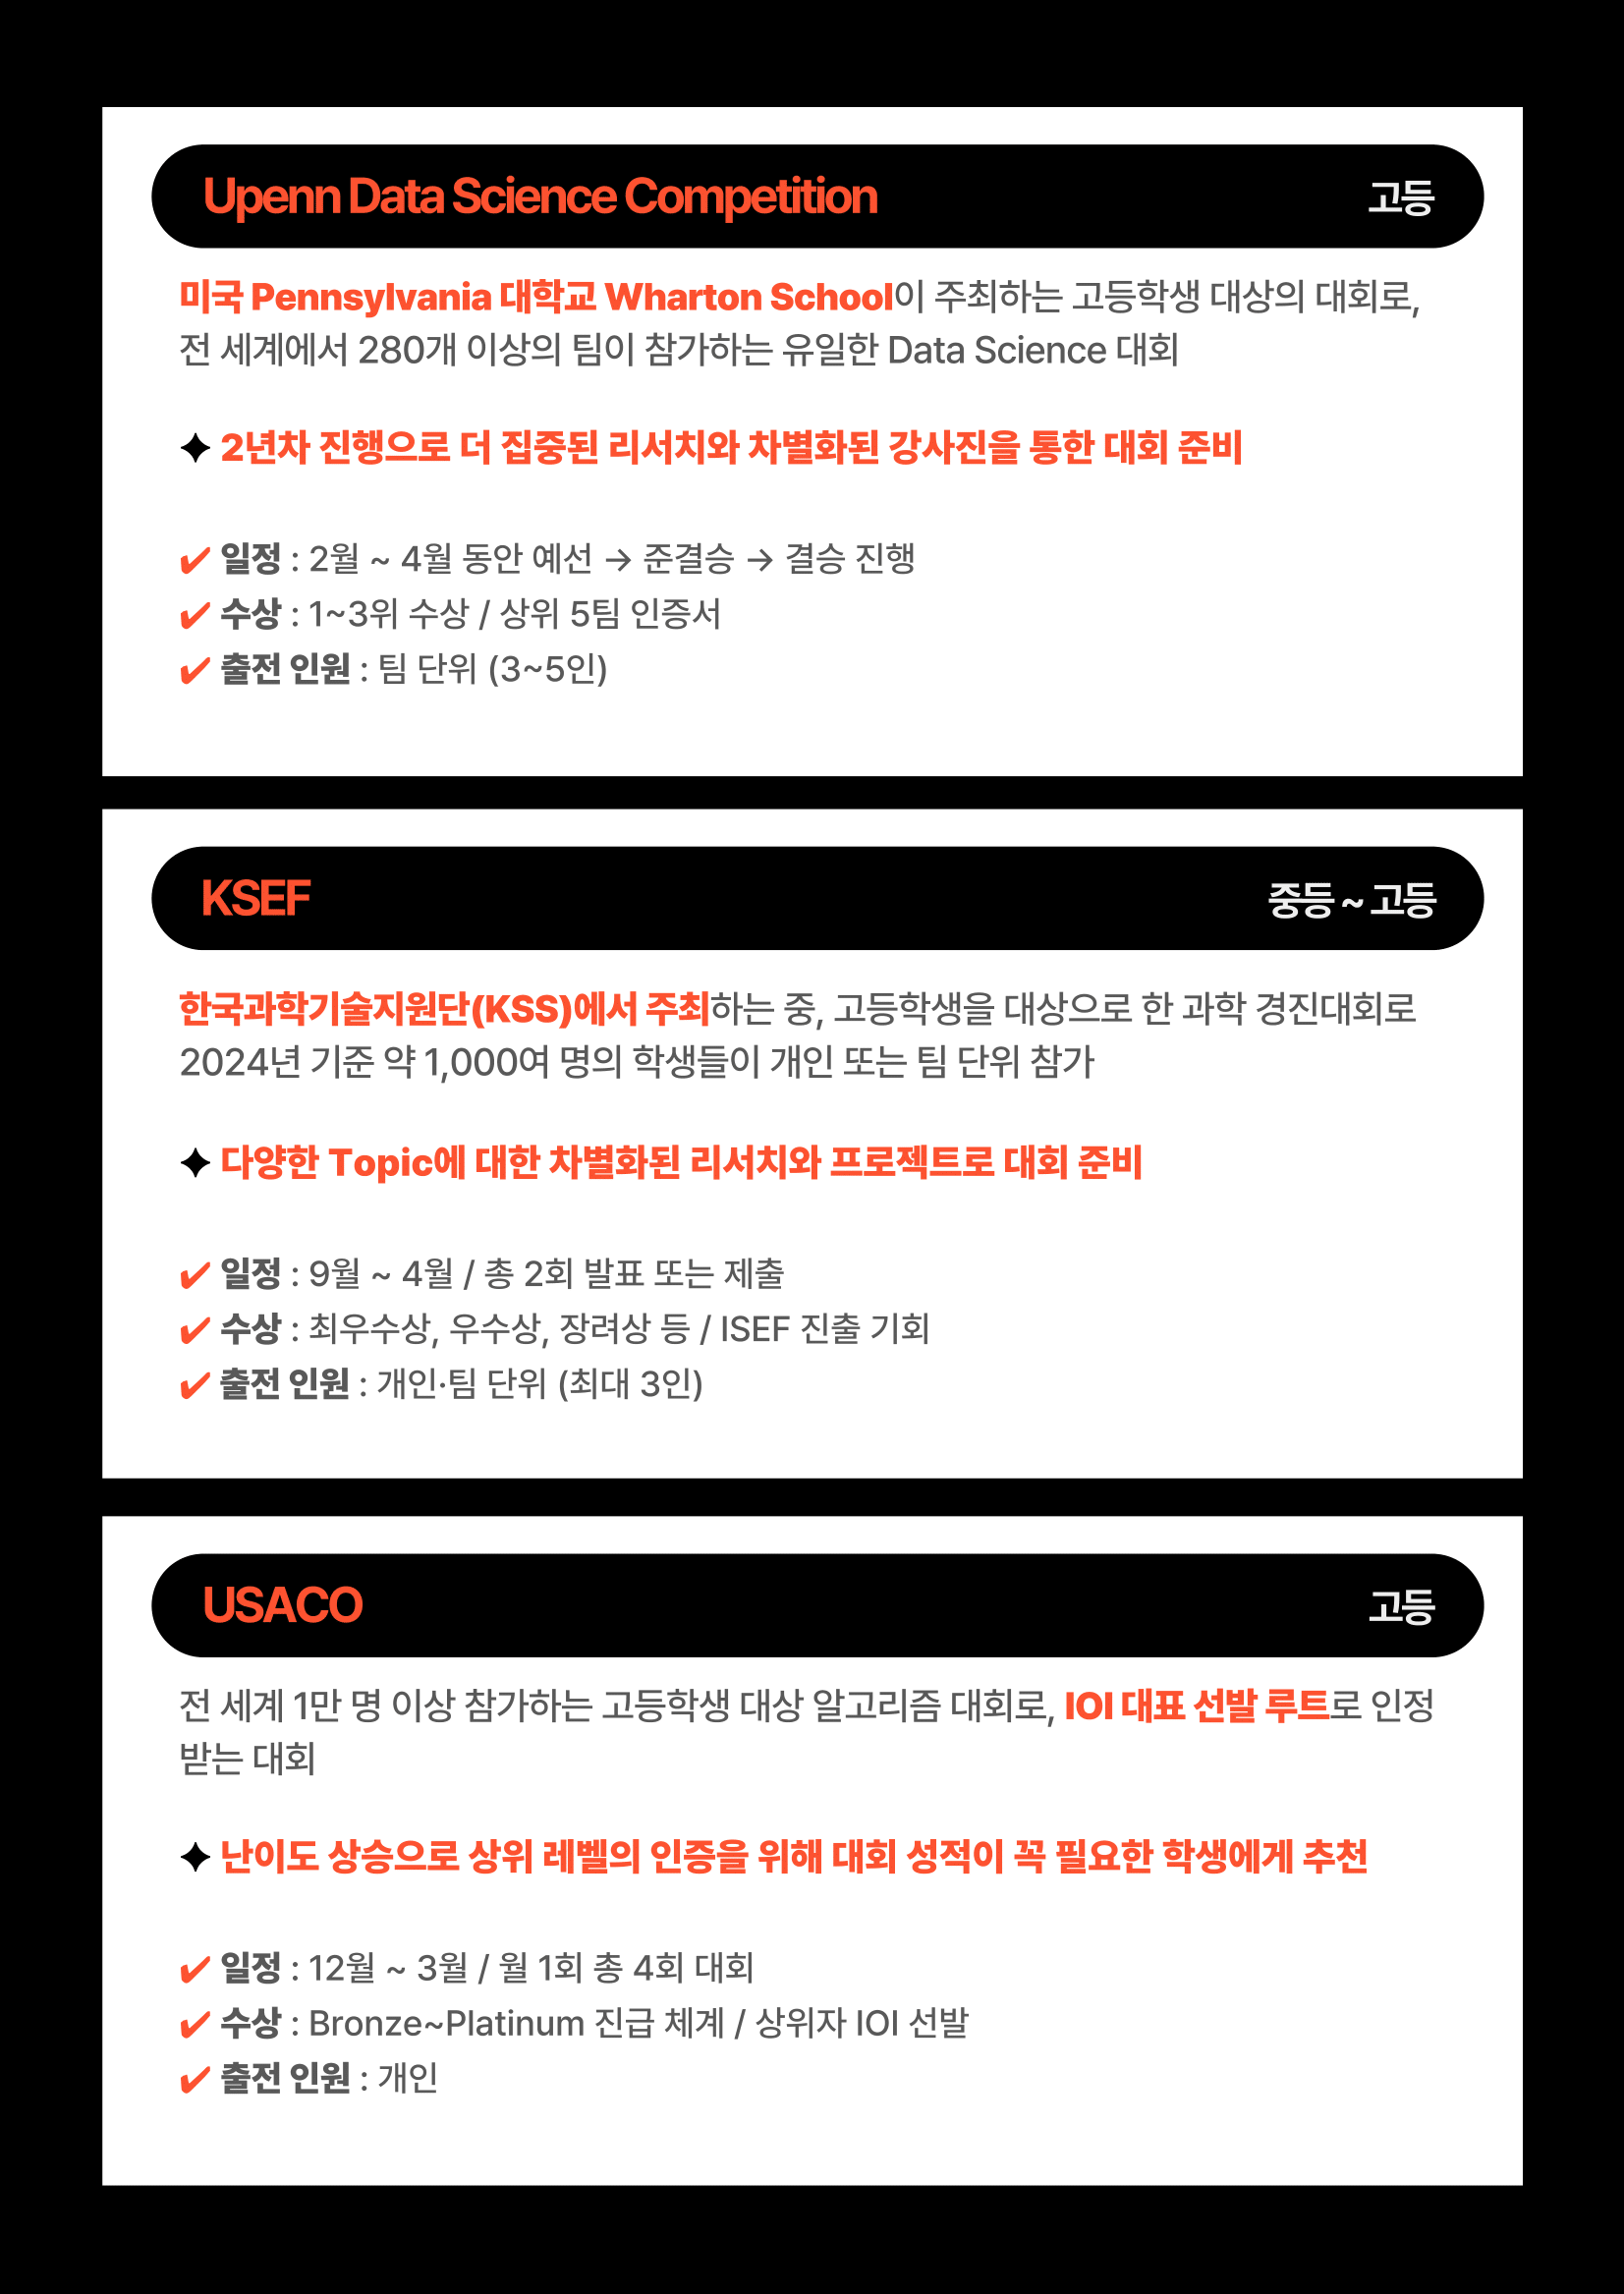 Upenn Data Science Competition 고등
미국 Pennsylvania 대학교 Wharton School이 주최하는 고등학생 대상의 대회로,
전 세계에서 280개 이상의 팀이 참가하는 유일한 Data Science 대회
✦ 2년차 진행으로 더 집중된 리서치와 차별화된 강사진을 통한 대회 준비
✔ 일정 : 2월 ~ 4월 동안 예선 → 준결승 → 결승 진행
✔ 수상 : 1~3위 수상 / 상위 5팀 인증서
✔ 출전 인원 : 팀 단위 (3~5인)
KSEF 중등 ~ 고등
한국과학기술지원단(KSS)에서 주최하는 중, 고등학생을 대상으로 한 과학 경진대회로
2024년 기준 약 1,000여 명의 학생들이 개인 또는 팀 단위 참가
✦ 다양한 Topic에 대한 차별화된 리서치와 프로젝트로 대회 준비
✔ 일정 : 9월 ~ 4월 / 총 2회 발표 또는 제출
✔ 수상 : 최우수상, 우수상, 장려상 등 / ISEF 진출 기회
✔ 출전 인원 : 개인·팀 단위 (최대 3인)
USACO 고등
전 세계 1만 명 이상 참가하는 고등학생 대상 알고리즘 대회로, IOI 대표 선발 루트로 인정
받는 대회
✦ 난이도 상승으로 상위 레벨의 인증을 위해 대회 성적이 꼭 필요한 학생에게 추천
✔ 일정 : 12월 ~ 3월 / 월 1회 총 4회 대회
✔ 수상 : Bronze~Platinum 진급 체계 / 상위자 IOI 선발
✔ 출전 인원 : 개인